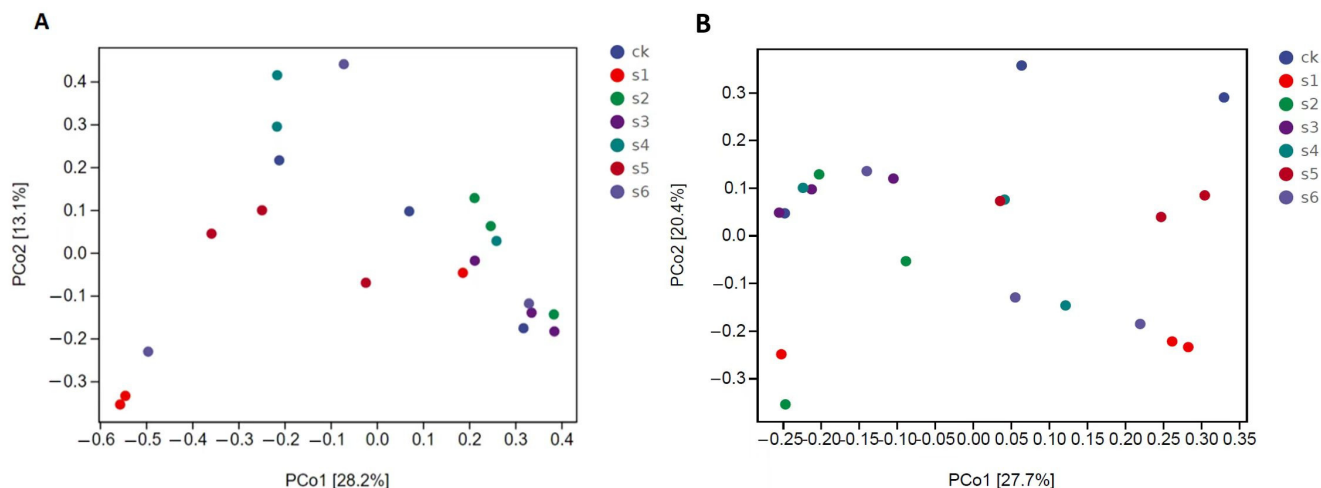 A
B
0.4
0.3
0.2
0.1
0.0
−0.1
−0.2
−0.3
PCo2 [13.1%]
−0.6 −0.5 −0.4 −0.3 −0.2 −0.1 0.0 0.1 0.2 0.3 0.4
PCo1 [28.2%]
ck
s1
s2
s3
s4
s5
s6
0.3
0.2
0.1
0.0
−0.1
−0.2
−0.3
PCo2 [20.4%]
−0.25 −0.20 −0.15 −0.10 −0.05 0.00 0.05 0.10 0.15 0.20 0.25 0.30 0.35
PCo1 [27.7%]
ck
s1
s2
s3
s4
s5
s6